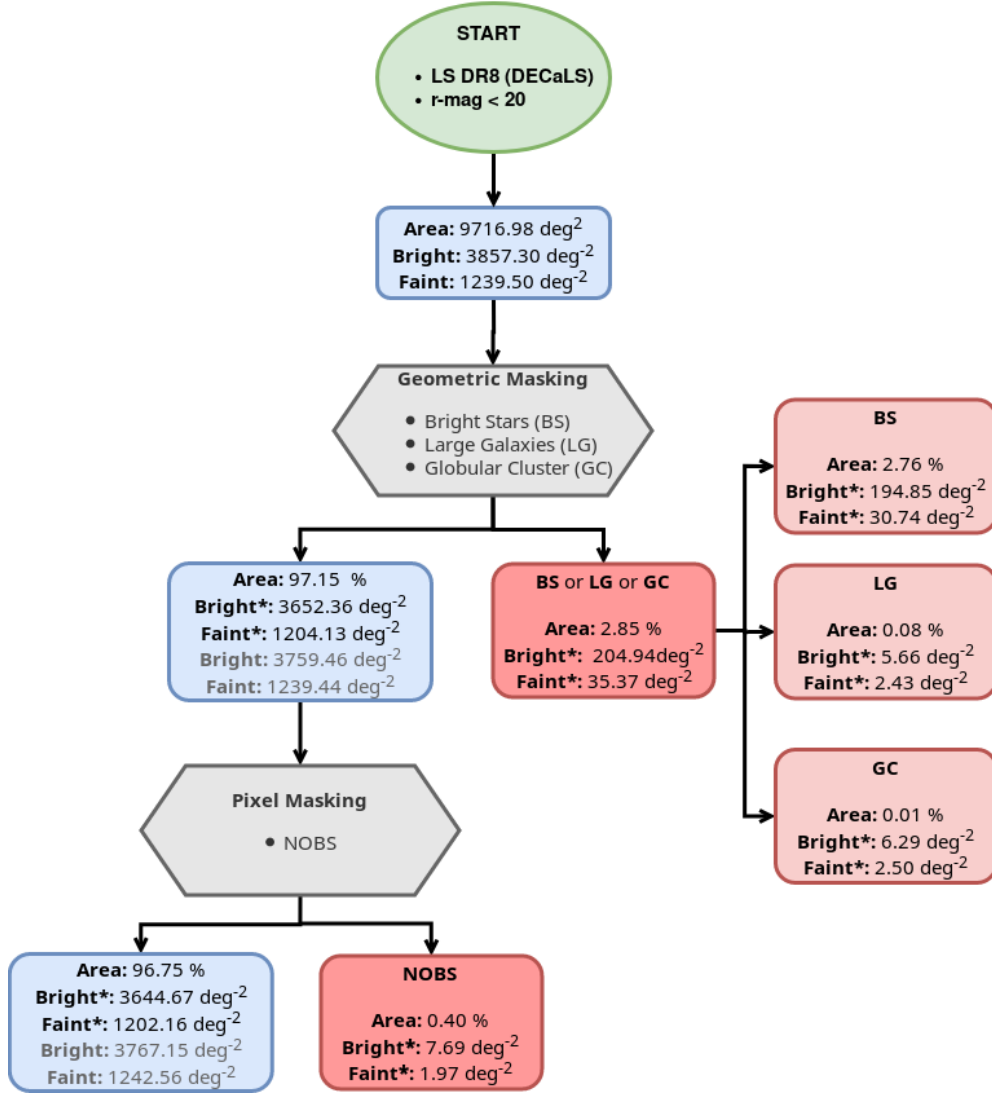 START
• LS DR8 (DECaLS)
• r-mag < 20
Area: 9716.98 deg²
Bright: 3857.30 deg⁻²
Faint: 1239.50 deg⁻²
Geometric Masking
• Bright Stars (BS)
• Large Galaxies (LG)
• Globular Cluster (GC)
BS
Area: 2.76 %
Bright*: 194.85 deg⁻²
Faint*: 30.74 deg⁻²
Area: 97.15 %
Bright*: 3652.36 deg⁻²
Faint*: 1204.13 deg⁻²
Bright: 3759.46 deg⁻²
Faint: 1239.44 deg⁻²
BS or LG or GC
Area: 2.85 %
Bright*: 204.94deg⁻²
Faint*: 35.37 deg⁻²
LG
Area: 0.08 %
Bright*: 5.66 deg⁻²
Faint*: 2.43 deg⁻²
GC
Area: 0.01 %
Bright*: 6.29 deg⁻²
Faint*: 2.50 deg⁻²
Pixel Masking
• NOBS
Area: 96.75 %
Bright*: 3644.67 deg⁻²
Faint*: 1202.16 deg⁻²
Bright: 3767.15 deg⁻²
Faint: 1242.56 deg⁻²
NOBS
Area: 0.40 %
Bright*: 7.69 deg⁻²
Faint*: 1.97 deg⁻²